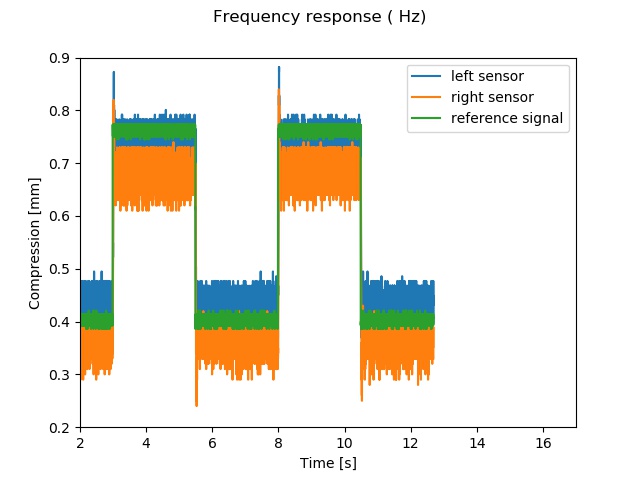 Frequency response ( Hz)
left sensor
right sensor
reference signal
Compression [mm]
0.9
0.8
0.7
0.6
0.5
0.4
0.3
0.2
2 4 6 8 10 12 14 16
Time [s]